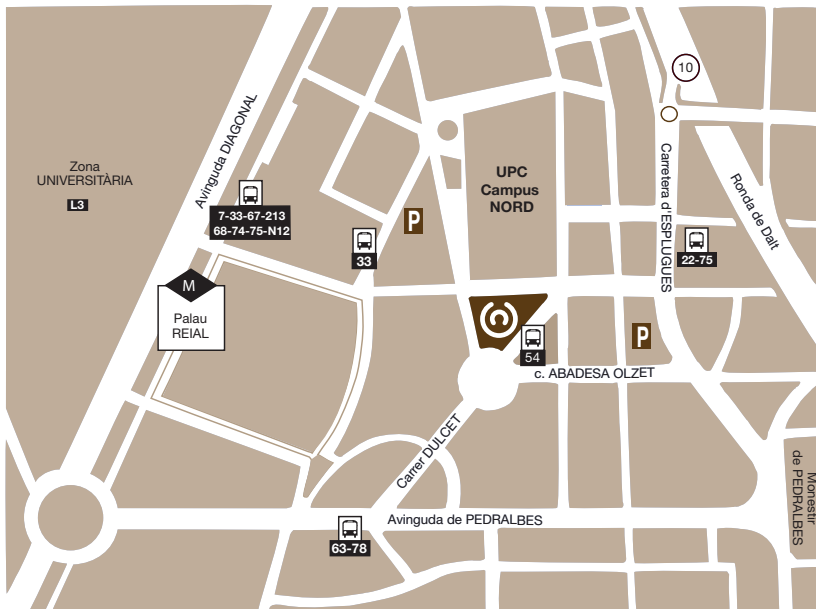 10
Avinguda DIAGONAL
Zona
UNIVERSITÀRIA
L3
UPC
Campus
NORD
Carretera d'ESPLUGUES
Ronda de Dalt
7-33-67-213
68-74-75-N12
P
33
22-75
M
Palau
REIAL
P
54
c. ABADESA OLZET
Carrer DULCET
Monestir
de PEDRALBES
Avinguda de PEDRALBES
63-78